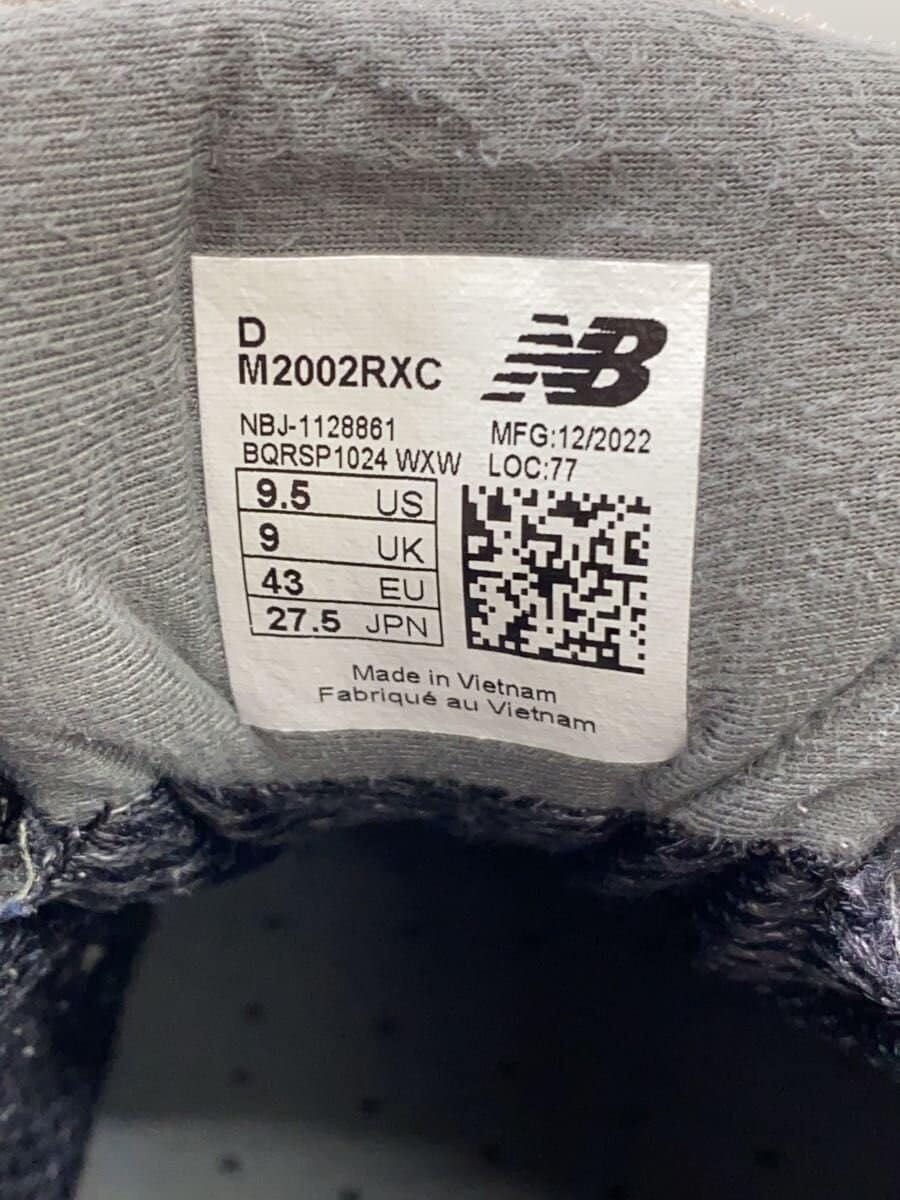 D
M2002RXC
NB
NBJ-1128861
MFG:12/2022
BQRSP1024 WXW
LOC:77
9.5 US
9 UK
43 EU
27.5 JPN
Made in Vietnam
Fabriqué au Vietnam